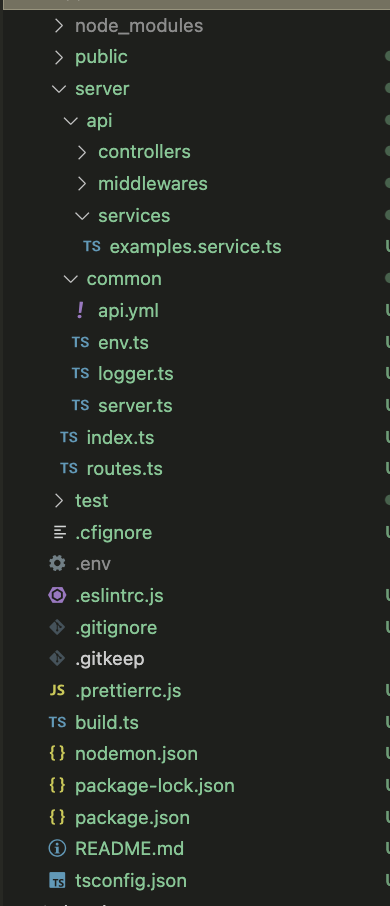 node_modules
public
server
api
controllers
middlewares
services
TS examples.service.ts
common
! api.yml
TS env.ts
TS logger.ts
TS server.ts
TS index.ts
TS routes.ts
test
.cfignore
.env
.eslintrc.js
.gitignore
.gitkeep
JS .prettierrc.js
TS build.ts
{} nodemon.json
{} package-lock.json
{} package.json
README.md
TS tsconfig.json